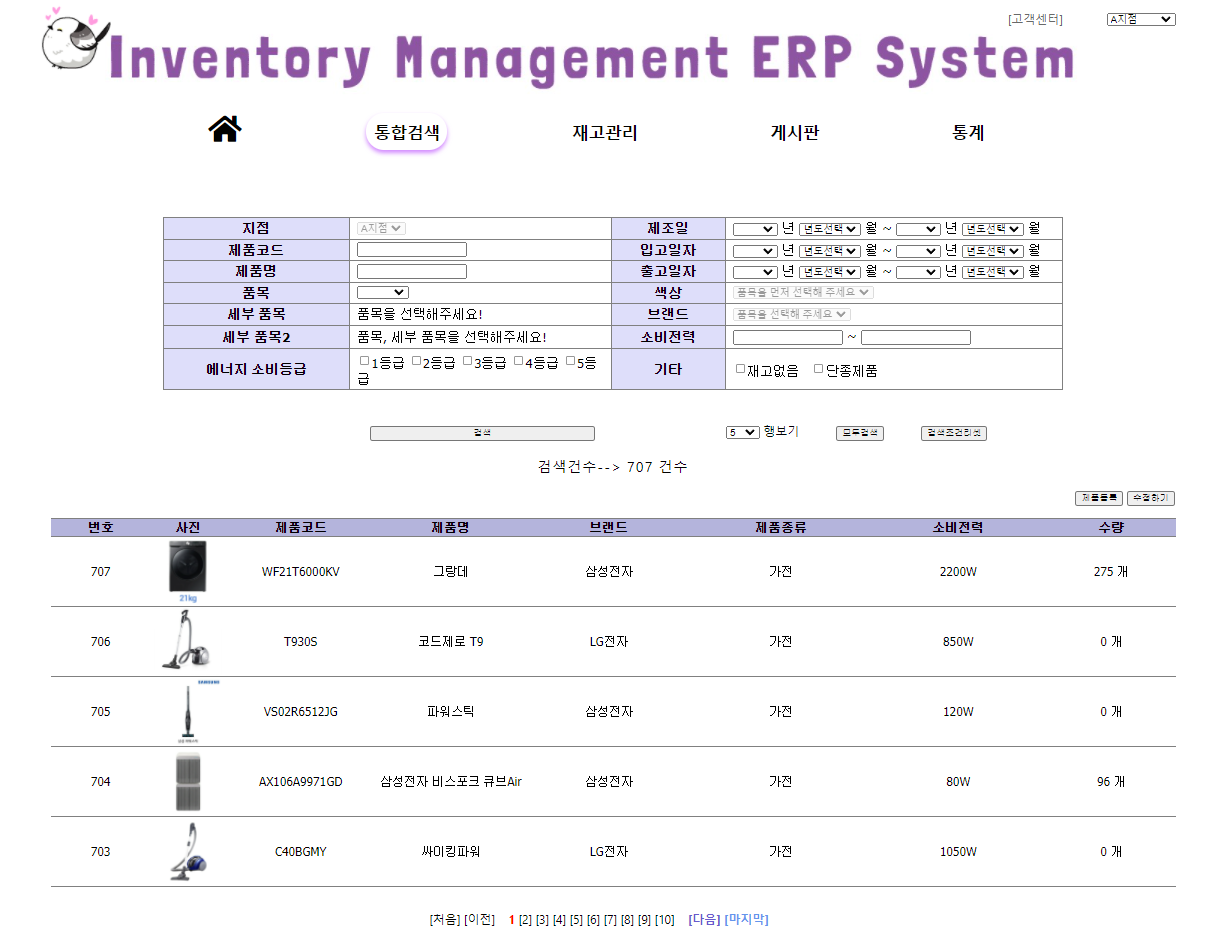 [고객센터] A지점
Inventory Management ERP System
통합검색 재고관리 게시판 통계
지점 A지점 제조일 년 년도선택 월 ~ 년 년도선택 월
제품코드 입고일자 년 년도선택 월 ~ 년 년도선택 월
제품명 출고일자 년 년도선택 월 ~ 년 년도선택 월
품목 색상 품목을 먼저 선택해 주세요
세부 품목 품목을 선택해주세요! 브랜드 품목을 선택해 주세요
세부 품목2 품목, 세부 품목을 선택해주세요! 소비전력 ~
에너지 소비등급 1등급 2등급 3등급 4등급 5등급 기타 재고없음 단종제품
검색 5 행보기 모두검색 검색조건리셋
검색건수--> 707 건수
제품등록 수정하기
번호 사진 제품코드 제품명 브랜드 제품종류 소비전력 수량
707 WF21T6000KV 그랑데 삼성전자 가전 2200W 275 개
21kg
706 T930S 코드제로 T9 LG전자 가전 850W 0 개
SAMSUNG
705 VS02R6512JG 파워스틱 삼성전자 가전 120W 0 개
704 AX106A9971GD 삼성전자 비스포크 큐브Air 삼성전자 가전 80W 96 개
703 C40BGMY 싸이킹파워 LG전자 가전 1050W 0 개
[처음] [이전] 1 [2] [3] [4] [5] [6] [7] [8] [9] [10] [다음] [마지막]